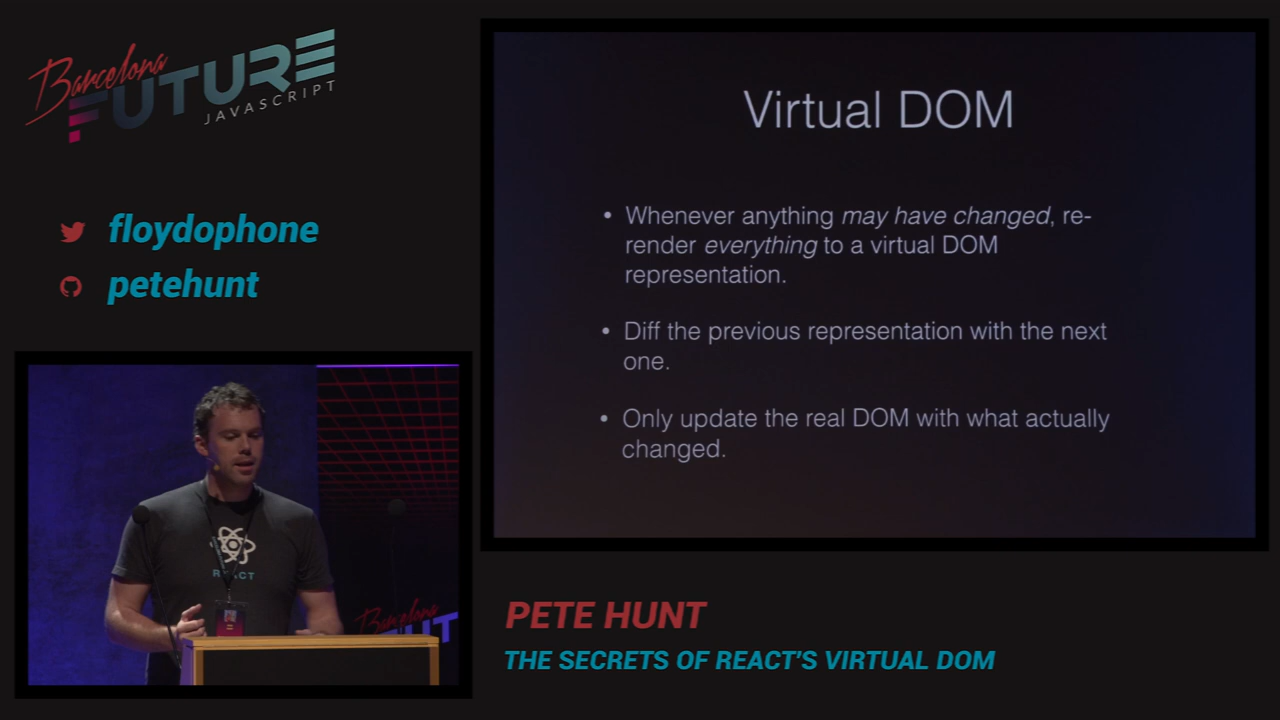 Barcelona
FUTURE
JAVASCRIPT
floydophone
petehunt
Virtual DOM
• Whenever anything may have changed, re-
render everything to a virtual DOM
representation.
• Diff the previous representation with the next
one.
• Only update the real DOM with what actually
changed.
REACT
Barcelona
FUT
PETE HUNT
THE SECRETS OF REACT'S VIRTUAL DOM